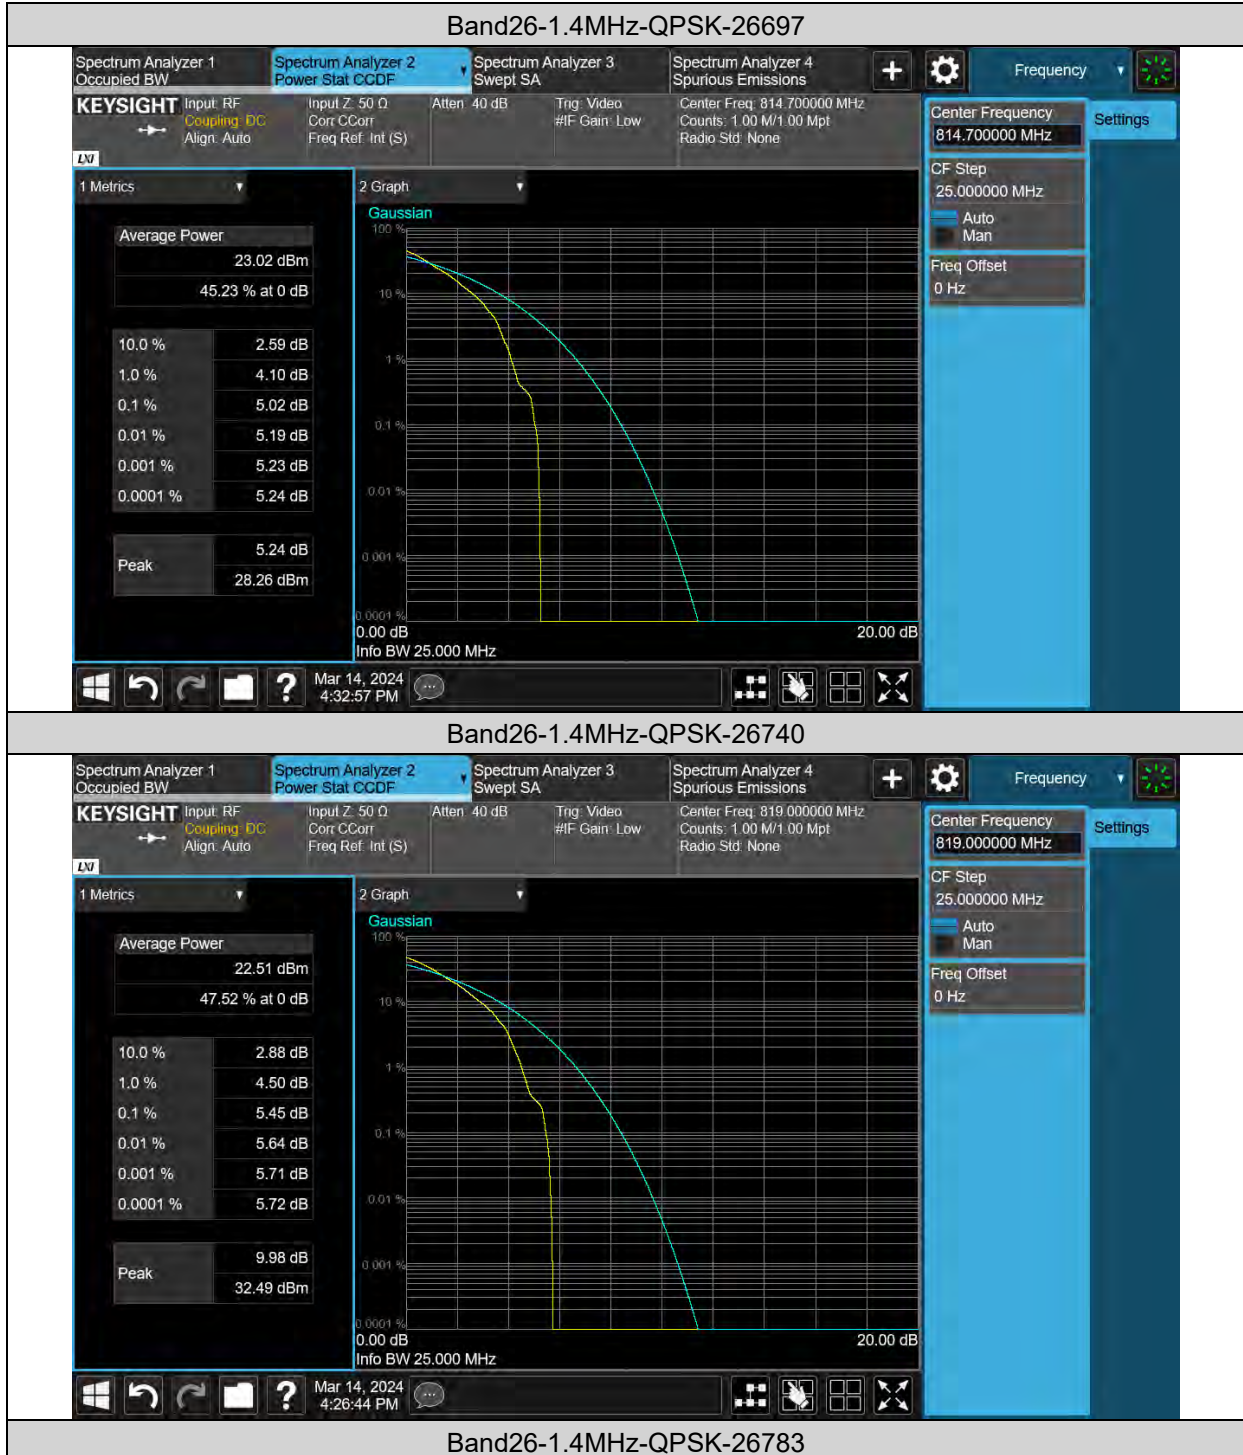 Band26-1.4MHz-QPSK-26697
Spectrum Analyzer 1
Occupied BW
Spectrum Analyzer 2
Power Stat CCDF
Spectrum Analyzer 3
Swept SA
Spectrum Analyzer 4
Spurious Emissions
Frequency
KEYSIGHT
Input: RF
Coupling: DC
Align: Auto
Input Z: 50 Ω
Corr CCorr
Freq Ref: Int (S)
Atten: 40 dB
Trig: Video
#IF Gain: Low
Center Freq: 814.700000 MHz
Counts: 1.00 M/1.00 Mpt
Radio Std: None
LXI
Center Frequency
814.700000 MHz
Settings
CF Step
25.000000 MHz
Auto
Man
Freq Offset
0 Hz
1 Metrics
Average Power
23.02 dBm
45.23 % at 0 dB
10.0 % 2.59 dB
1.0 % 4.10 dB
0.1 % 5.02 dB
0.01 % 5.19 dB
0.001 % 5.23 dB
0.0001 % 5.24 dB
Peak
5.24 dB
28.26 dBm
2 Graph
Gaussian
100 %
10 %
1 %
0.1 %
0.01 %
0.001 %
0.0001 %
0.00 dB
20.00 dB
Info BW 25.000 MHz
Mar 14, 2024
4:32:57 PM
Band26-1.4MHz-QPSK-26740
Spectrum Analyzer 1
Occupied BW
Spectrum Analyzer 2
Power Stat CCDF
Spectrum Analyzer 3
Swept SA
Spectrum Analyzer 4
Spurious Emissions
Frequency
KEYSIGHT
Input: RF
Coupling: DC
Align: Auto
Input Z: 50 Ω
Corr CCorr
Freq Ref: Int (S)
Atten: 40 dB
Trig: Video
#IF Gain: Low
Center Freq: 819.000000 MHz
Counts: 1.00 M/1.00 Mpt
Radio Std: None
LXI
Center Frequency
819.000000 MHz
Settings
CF Step
25.000000 MHz
Auto
Man
Freq Offset
0 Hz
1 Metrics
Average Power
22.51 dBm
47.52 % at 0 dB
10.0 % 2.88 dB
1.0 % 4.50 dB
0.1 % 5.45 dB
0.01 % 5.64 dB
0.001 % 5.71 dB
0.0001 % 5.72 dB
Peak
9.98 dB
32.49 dBm
2 Graph
Gaussian
100 %
10 %
1 %
0.1 %
0.01 %
0.001 %
0.0001 %
0.00 dB
20.00 dB
Info BW 25.000 MHz
Mar 14, 2024
4:26:44 PM
Band26-1.4MHz-QPSK-26783